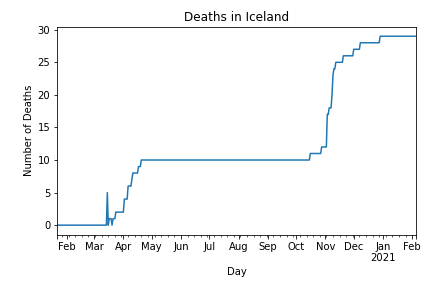 Deaths in Iceland
30
25
20
15
10
5
0
Number of Deaths
Feb Mar Apr May Jun Jul Aug Sep Oct Nov Dec Jan Feb
2021
Day